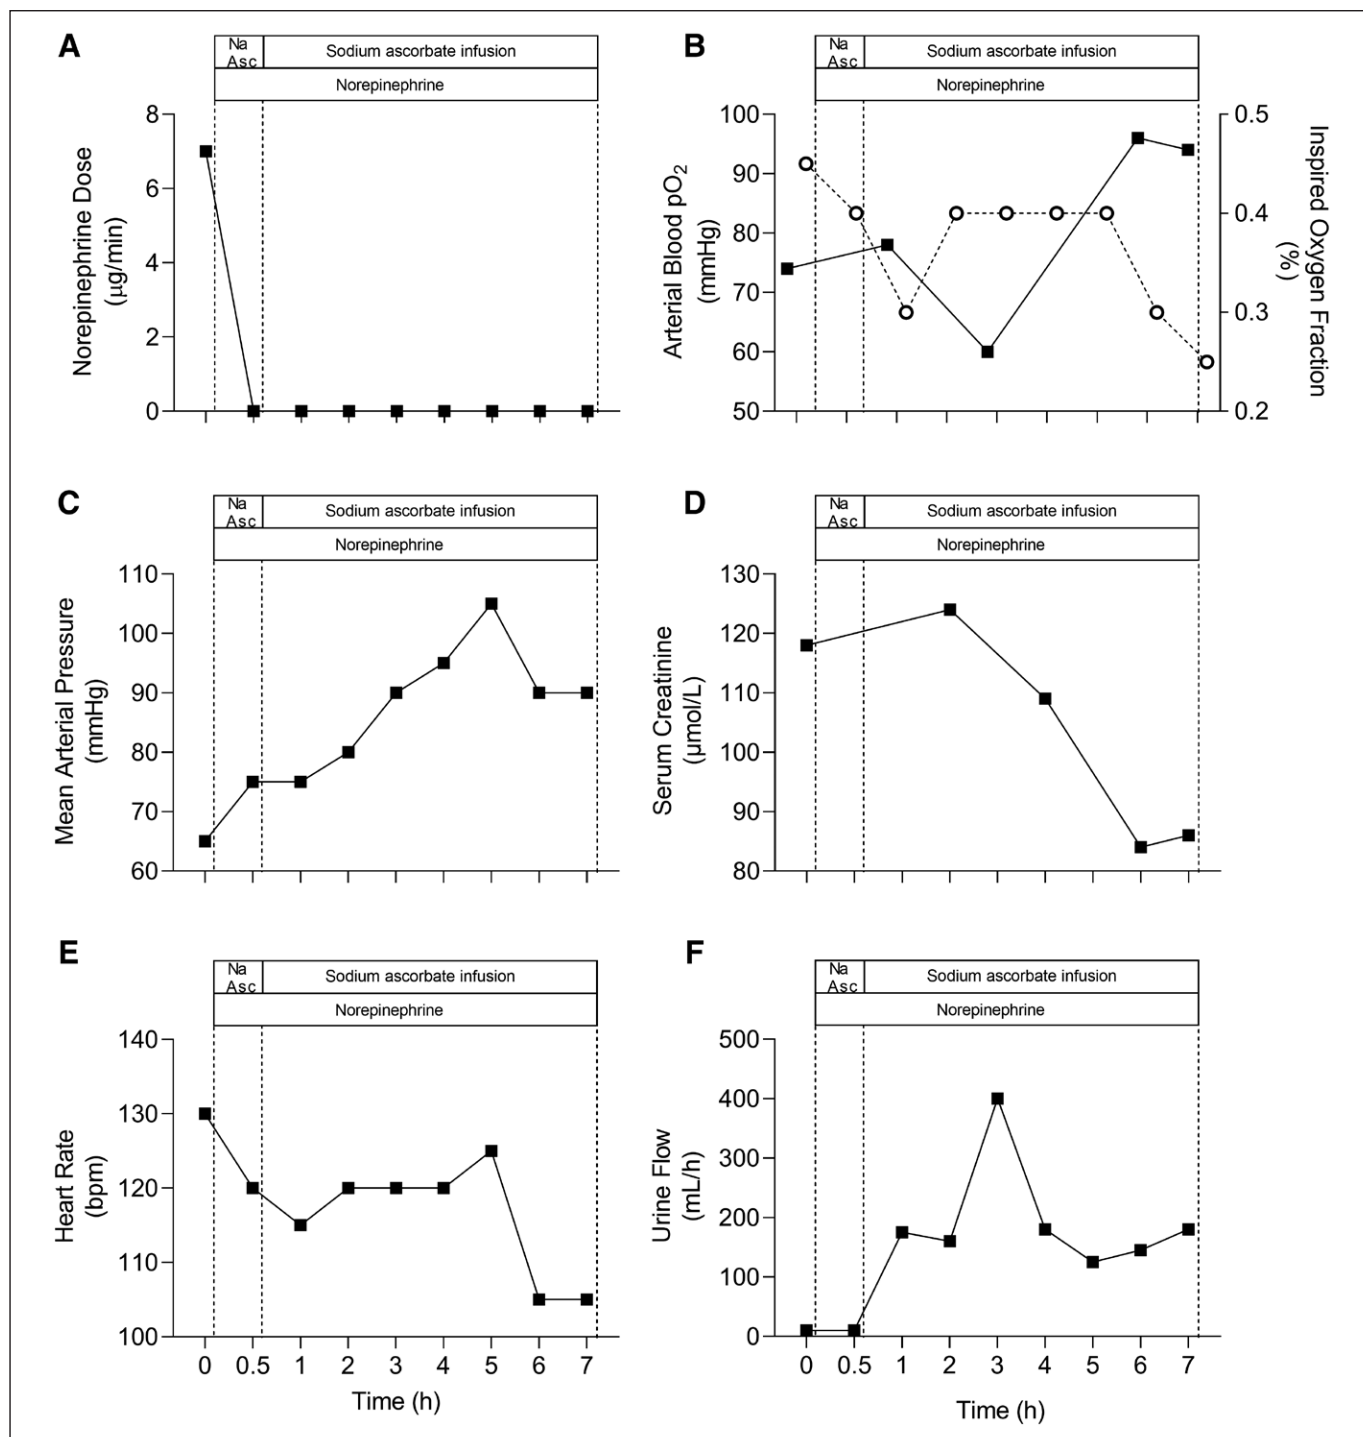 A
Na
Asc
Sodium ascorbate infusion
Norepinephrine
Norepinephrine Dose
(μg/min)
8
6
4
2
0
B
Na
Asc
Sodium ascorbate infusion
Norepinephrine
Arterial Blood pO2
(mmHg)
100
90
80
70
60
50
0.5
0.4
0.3
0.2
Inspired Oxygen Fraction
(%)
C
Na
Asc
Sodium ascorbate infusion
Norepinephrine
Mean Arterial Pressure
(mmHg)
110
100
90
80
70
60
D
Na
Asc
Sodium ascorbate infusion
Norepinephrine
Serum Creatinine
(μmol/L)
130
120
110
100
90
80
E
Na
Asc
Sodium ascorbate infusion
Norepinephrine
Heart Rate
(bpm)
140
130
120
110
100
0 0.5 1 2 3 4 5 6 7
Time (h)
F
Na
Asc
Sodium ascorbate infusion
Norepinephrine
Urine Flow
(mL/h)
500
400
300
200
100
0
0 0.5 1 2 3 4 5 6 7
Time (h)